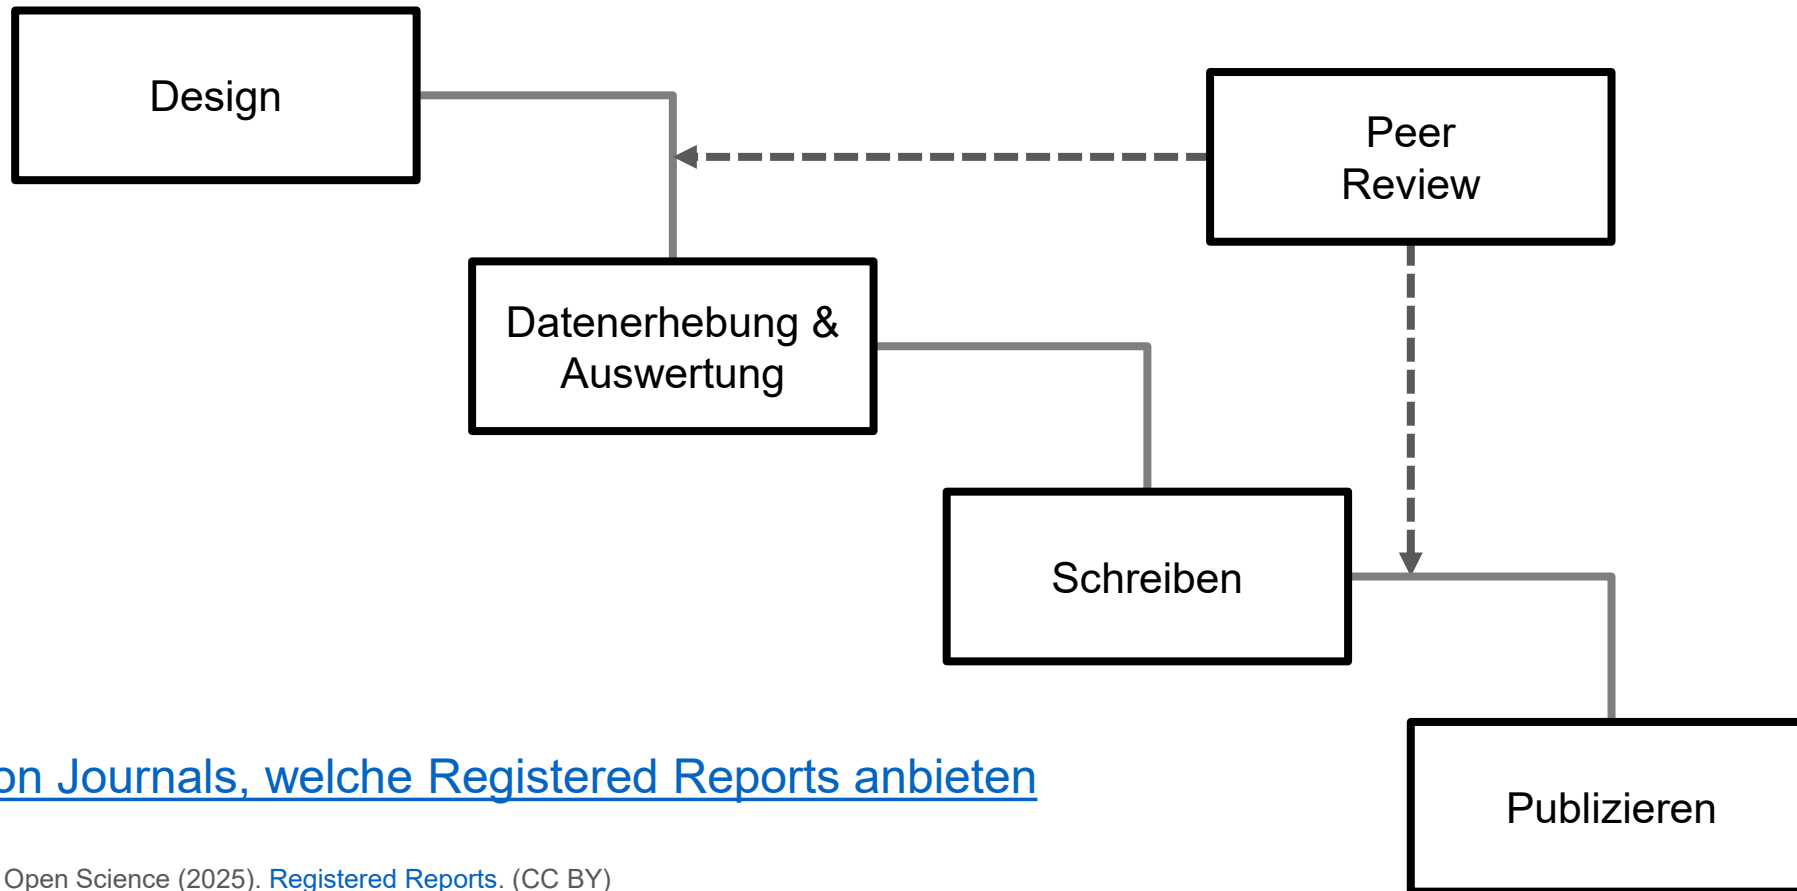 Design
Peer
Review
Datenerhebung &
Auswertung
Schreiben
on Journals, welche Registered Reports anbieten
Publizieren
Open Science (2025). Registered Reports. (CC BY)